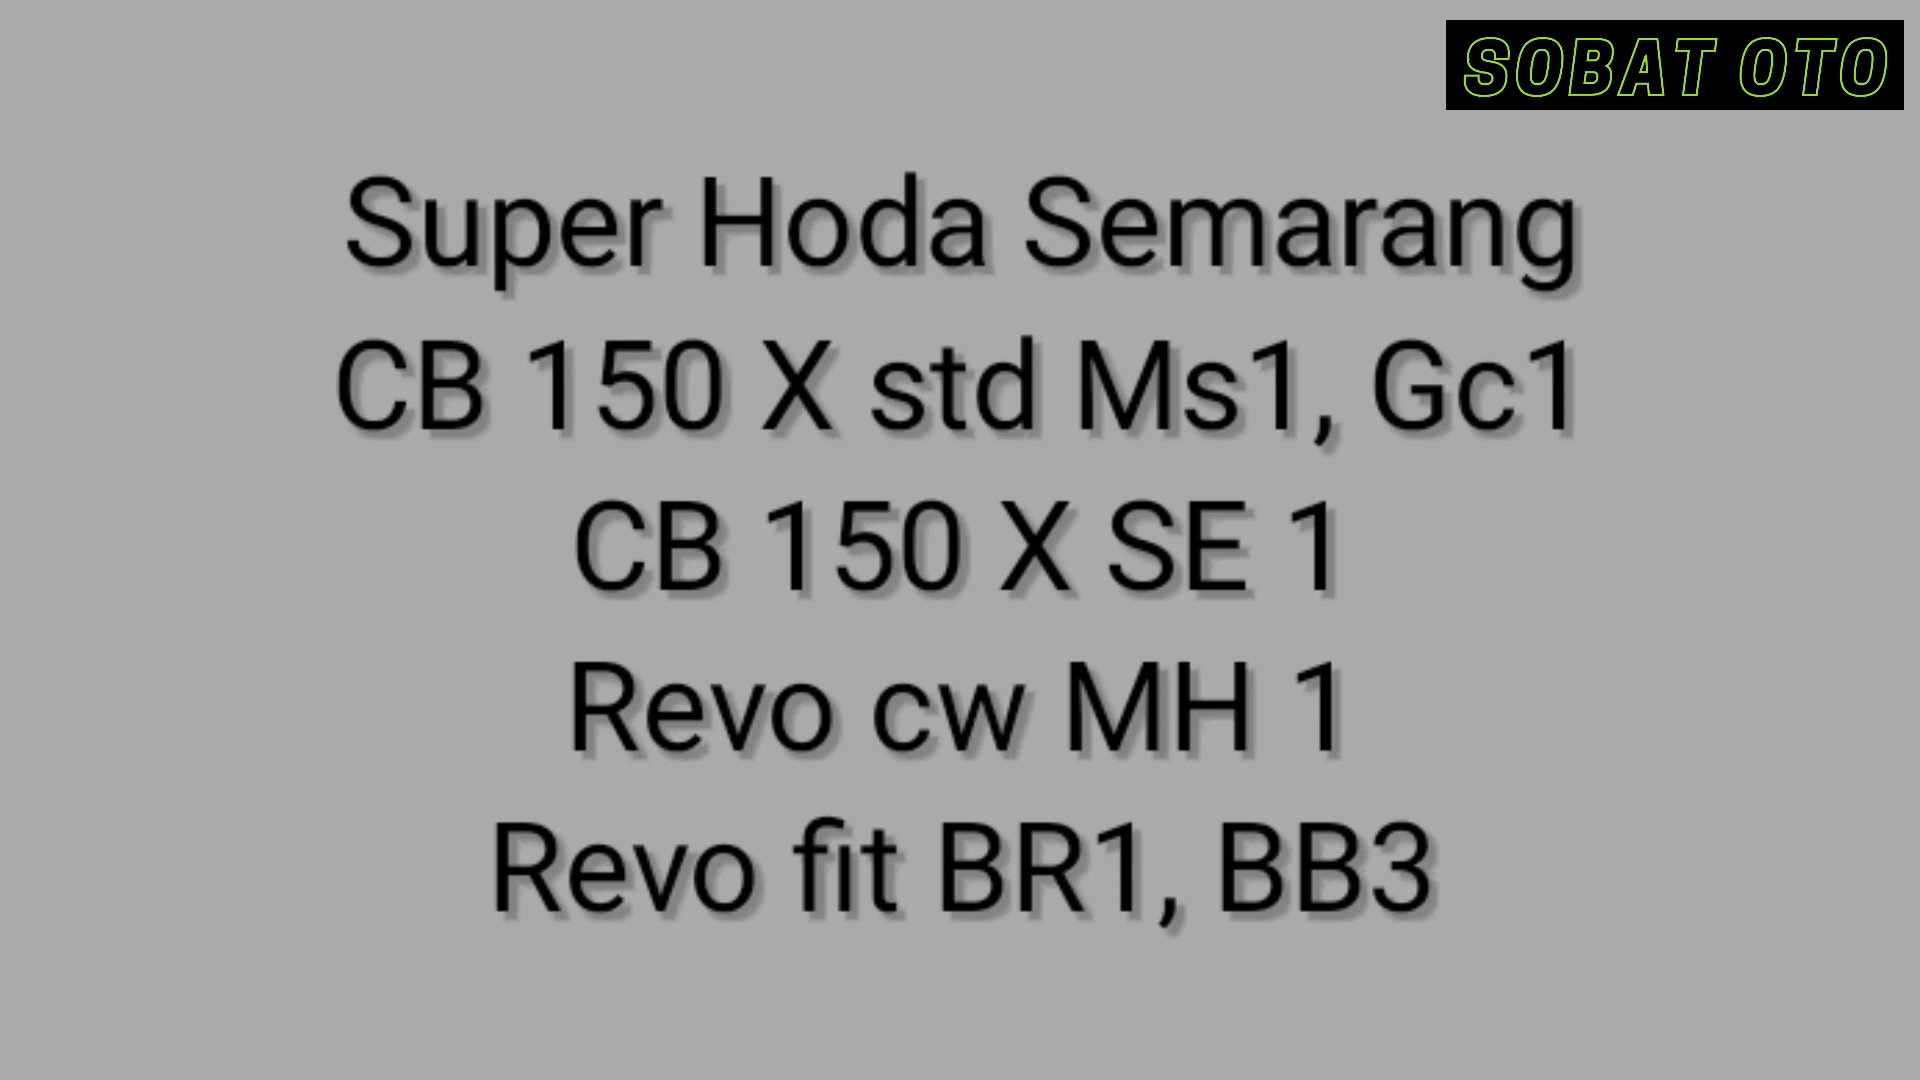 SOBAT OTO
Super Hoda Semarang
CB 150 X std Ms1, Gc1
CB 150 X SE 1
Revo cw MH 1
Revo fit BR1, BB3